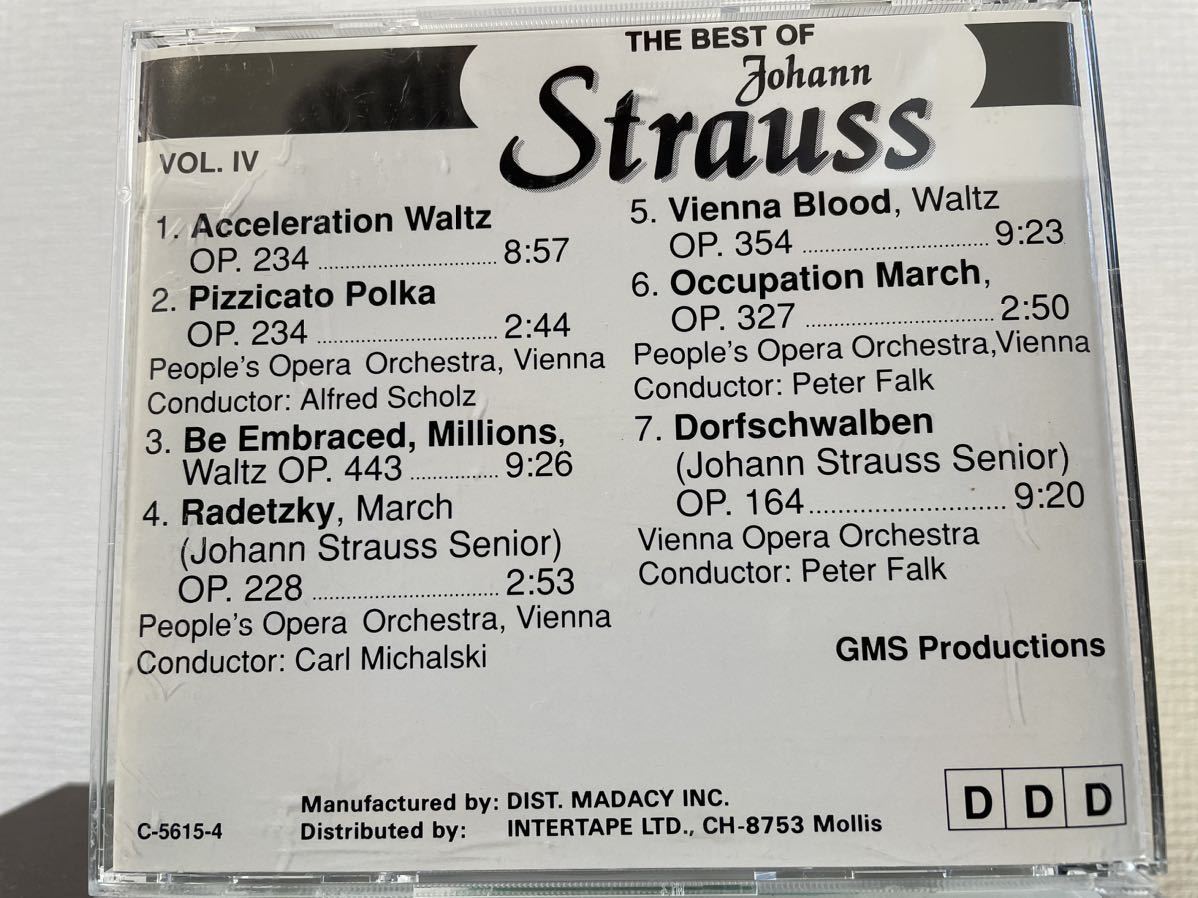 THE BEST OF
Johann
Strauss
VOL. IV
1. Acceleration Waltz
OP. 234 ........................ 8:57
2. Pizzicato Polka
OP. 234 ........................ 2:44
People's Opera Orchestra, Vienna
Conductor: Alfred Scholz
3. Be Embraced, Millions,
Waltz OP. 443 ............ 9:26
4. Radetzky, March
(Johann Strauss Senior)
OP. 228 ........................ 2:53
People's Opera Orchestra, Vienna
Conductor: Carl Michalski
5. Vienna Blood, Waltz
OP. 354 ........................ 9:23
6. Occupation March,
OP. 327 ........................ 2:50
People's Opera Orchestra,Vienna
Conductor: Peter Falk
7. Dorfschwalben
(Johann Strauss Senior)
OP. 164 ........................ 9:20
Vienna Opera Orchestra
Conductor: Peter Falk
GMS Productions
C-5615-4
Manufactured by: DIST. MADACY INC.
Distributed by: INTERTAPE LTD., CH-8753 Mollis
D D D